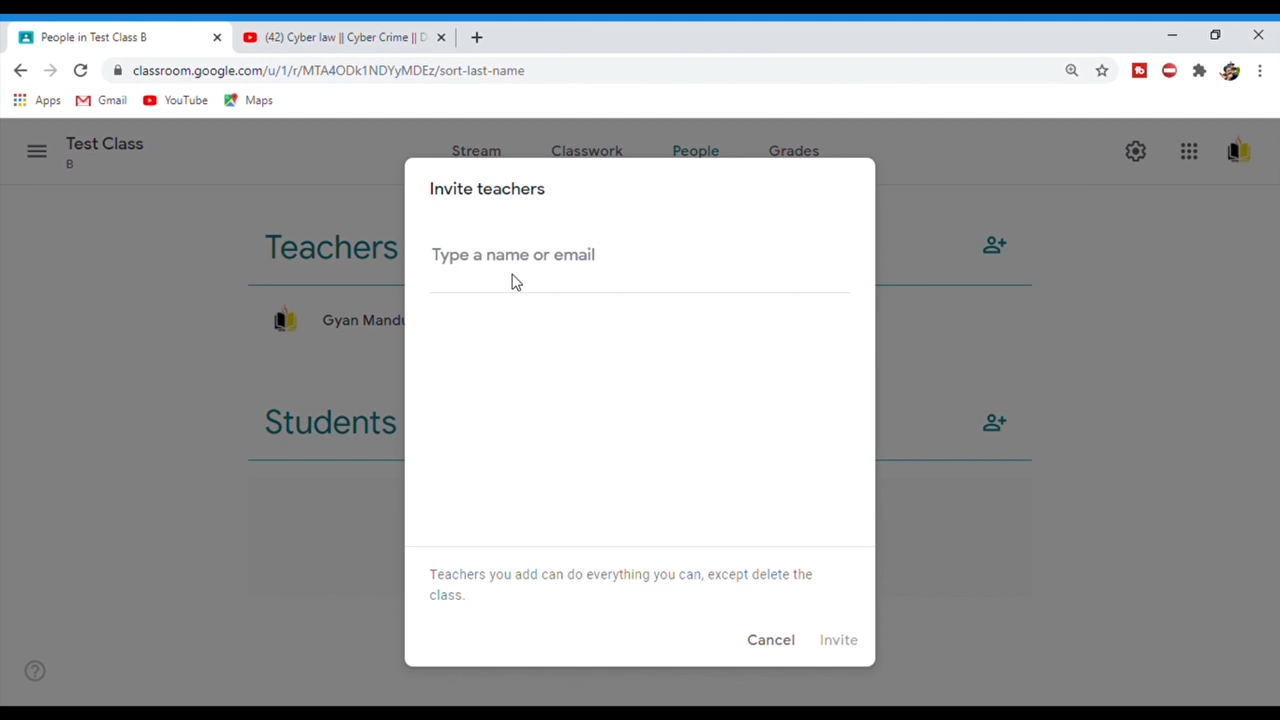 People in Test Class B
(42) Cyber law || Cyber Crime ||
classroom.google.com/u/1/r/MTA4ODk1NDYyMDEz/sort-last-name
Apps Gmail YouTube Maps
Test Class
B
Stream Classwork People Grades
Invite teachers
Type a name or email
Teachers
Gyan Mandu
Students
Teachers you add can do everything you can, except delete the
class.
Cancel Invite